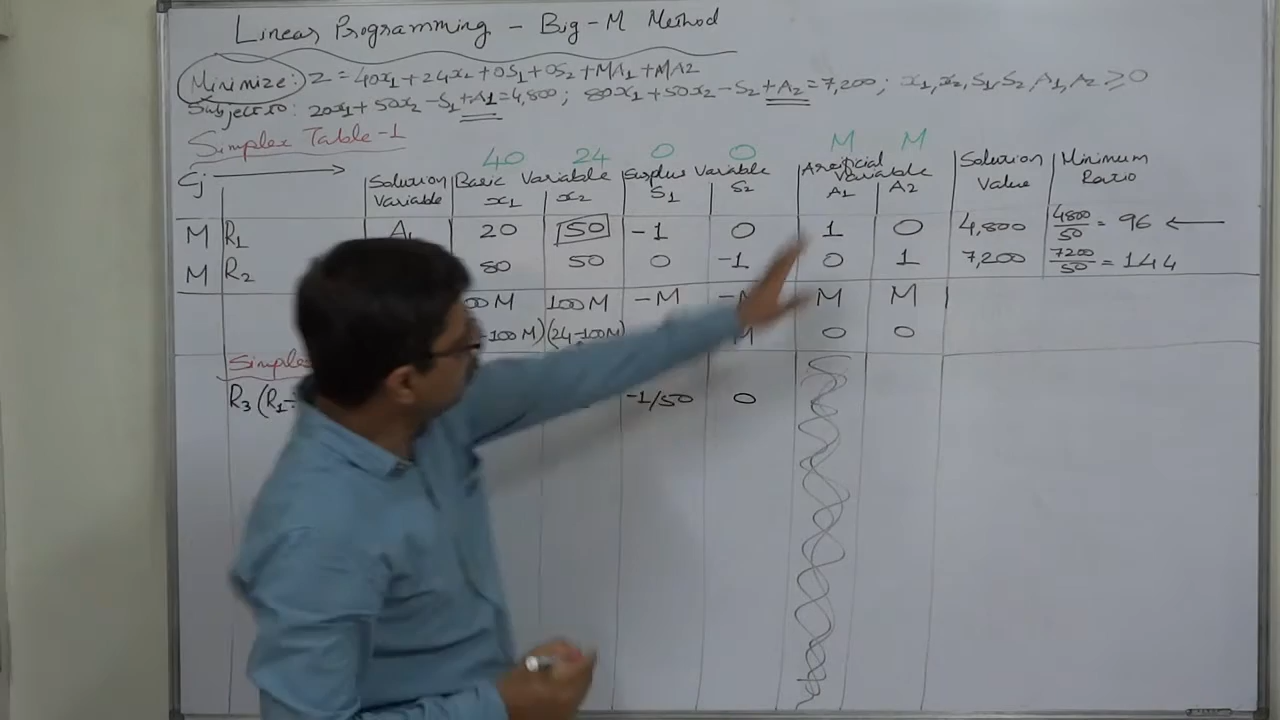 Linear Programming - Big-M Method
Minimize: Z = 40x1 + 24x2 + 0S1 + 0S2 + MA1 + MA2
Subject to: 20x1 + 50x2 - S1 + A1 = 4,800; 80x1 + 50x2 - S2 + A2 = 7,200; x1, x2, S1, S2, A1, A2 ≥ 0
Simplex Table-1
40 24 0 0 M M
Cj → Solution Variable Basic Variable x1 x2 Surplus Variable S1 S2 Artificial Variable A1 A2 Solution Value Minimum Ratio
M R1 A1 20 50 -1 0 1 0 4,800 4800/50 = 96 ←
M R2 80 50 0 -1 0 1 7,200 7200/50 = 144
00M 100M -M -M M M
-100M) (24-100M) M 0 0
Simplex
R3 (R1÷ -1/50 0